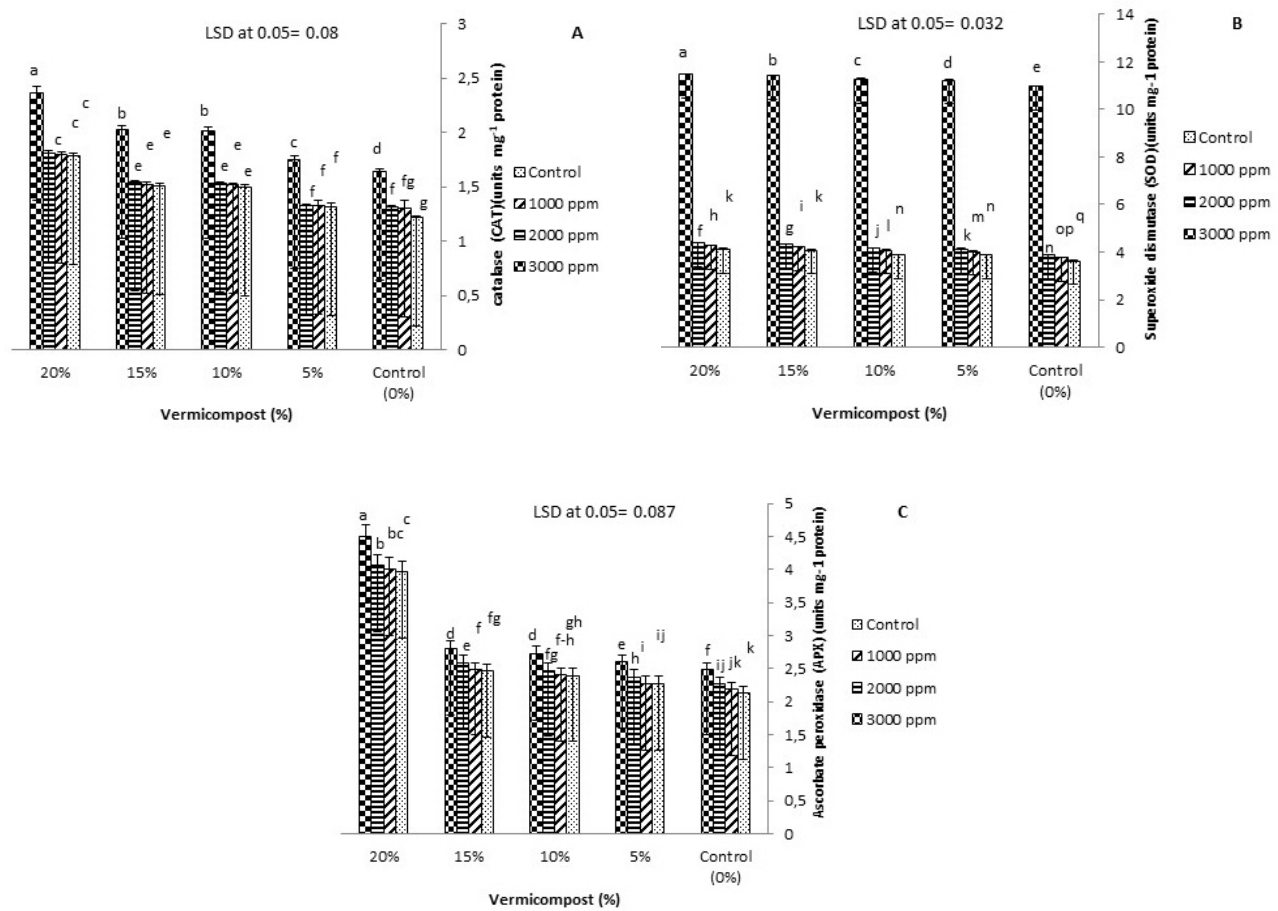 LSD at 0.05= 0.08
A
3
2,5
2
1,5
1
0,5
0
catalase (CAT)(units mg-1 protein)
a
c
c
c
b
e
e
e
b
e
e
e
c
f
f
f
d
f
fg
g
20%
15%
10%
5%
Control
(0%)
Vermicompost (%)
Control
1000 ppm
2000 ppm
3000 ppm
LSD at 0.05= 0.032
B
14
12
10
8
6
4
2
0
Superoxide dismutase (SOD)(units mg-1 protein)
a
f
h
k
b
g
i
k
c
j
l
n
d
k
m
n
e
n
op
q
20%
15%
10%
5%
Control
(0%)
Vermicompost (%)
Control
1000 ppm
2000 ppm
3000 ppm
LSD at 0.05= 0.087
C
5
4,5
4
3,5
3
2,5
2
1,5
1
0,5
0
Ascorbate peroxidase (APX) (units mg-1 protein)
a
b
bc
c
d
e
f
fg
d
fg
f-h
gh
e
h
i
ij
f
ij
jk
k
20%
15%
10%
5%
Control
(0%)
Vermicompost (%)
Control
1000 ppm
2000 ppm
3000 ppm